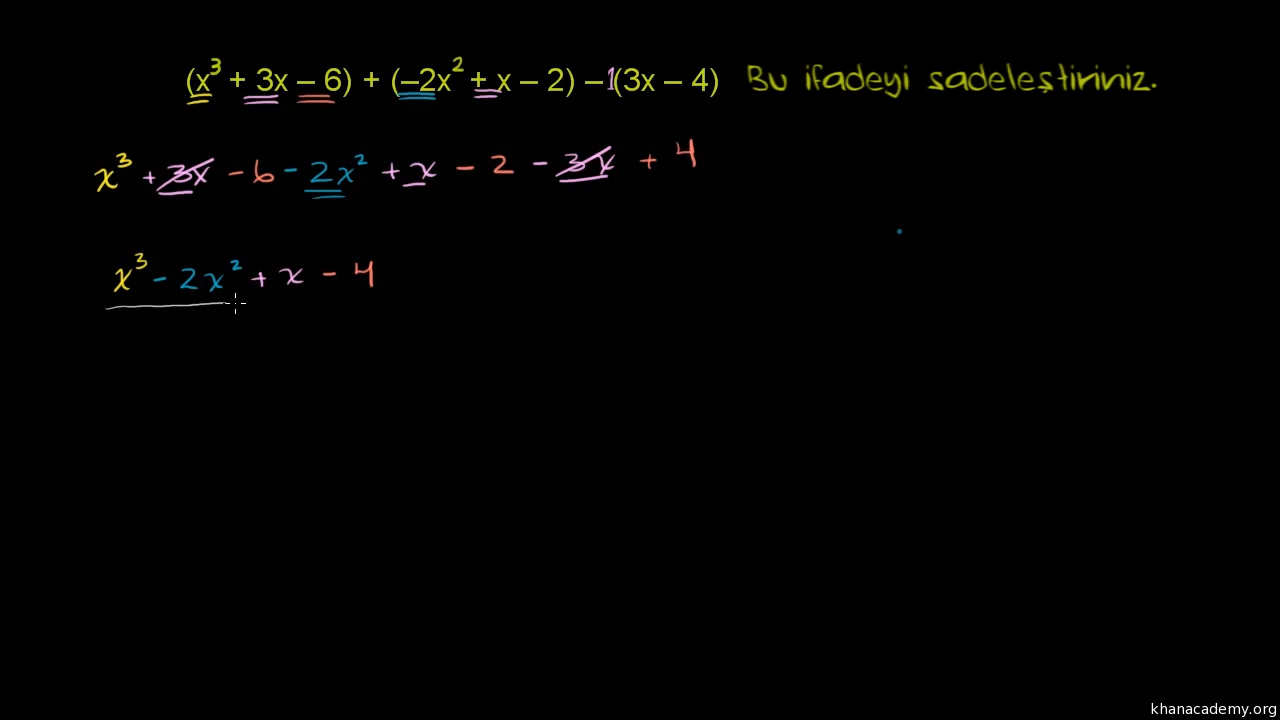 (x³ + 3x – 6) + (–2x² + x – 2) – 1(3x – 4) Bu ifadeyi sadeleştiriniz.
x³ + 3x - 6 - 2x² + x - 2 - 3x + 4
x³ - 2x² + x - 4
khanacademy.org